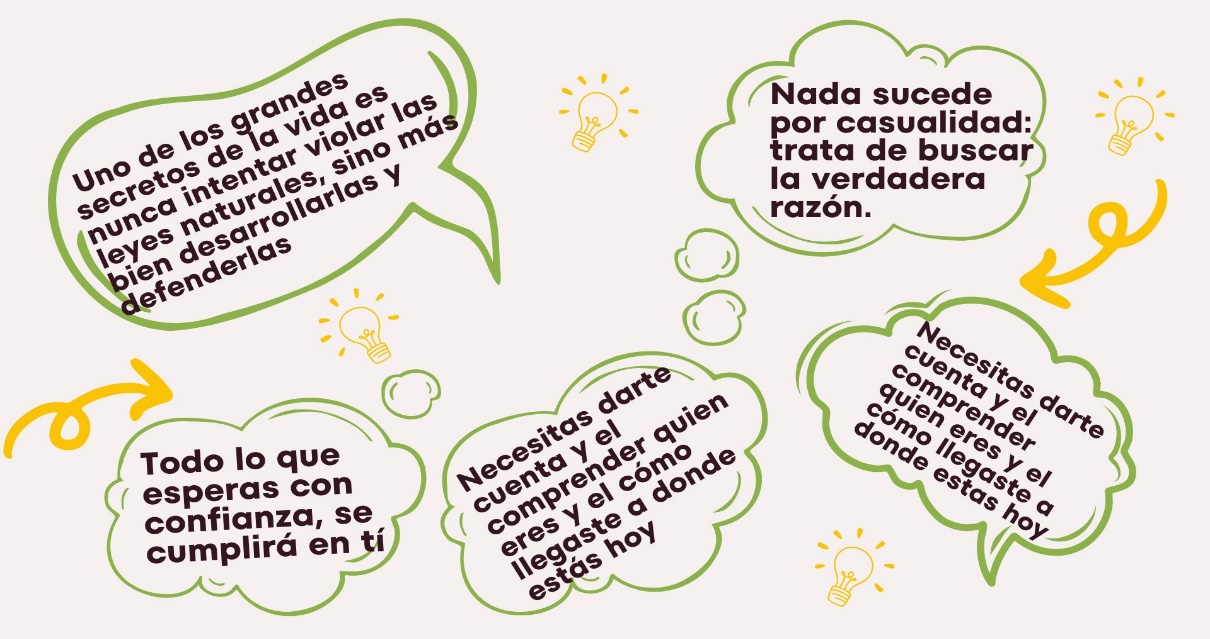 Uno de los grandes
secretos de la vida es
nunca intentar violar las
leyes naturales, sino más
bien desarrollarlas y
defenderlas
Nada sucede
por casualidad:
trata de buscar
la verdadera
razón.
Todo lo que
esperas con
confianza, se
cumplirá en tí
Necesitas darte
cuenta y el
comprender quien
eres y el cómo
llegaste a donde
estás hoy
Necesitas darte
cuenta y el
comprender
quien eres y el
cómo llegaste a
donde estas hoy